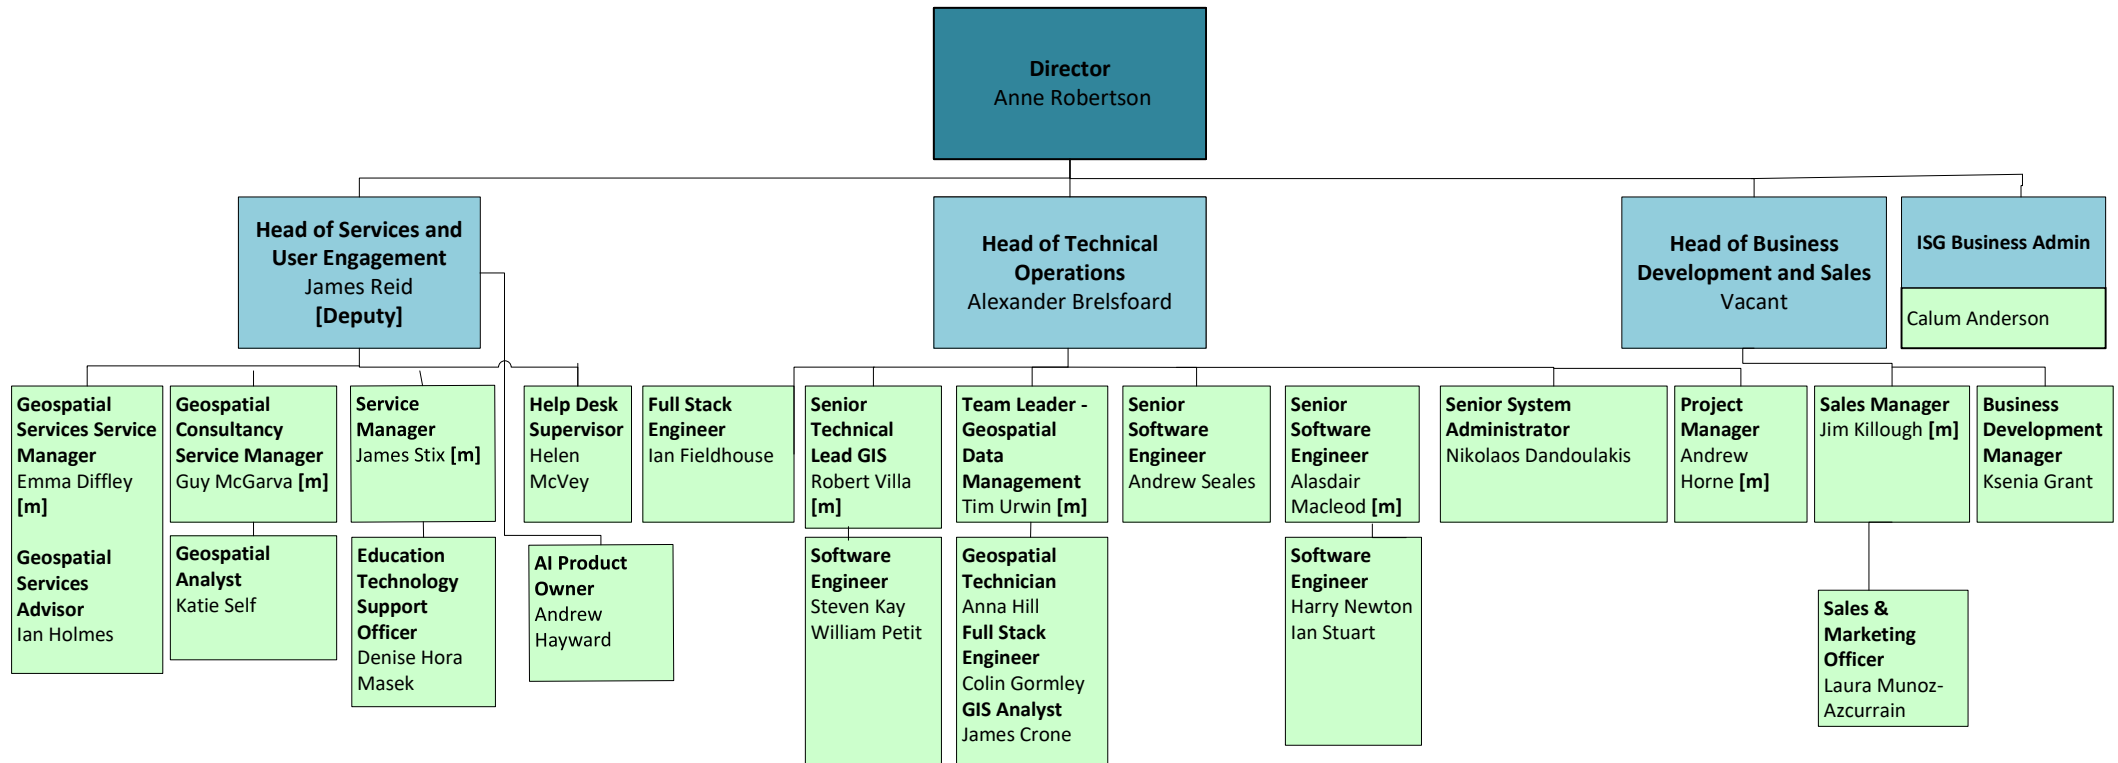 Director
Anne Robertson
Head of Services and
User Engagement
James Reid
[Deputy]
Head of Technical
Operations
Alexander Brelsfoard
Head of Business
Development and Sales
Vacant
ISG Business Admin
Calum Anderson
Geospatial
Services Service
Manager
Emma Diffley
[m]
Geospatial
Services
Advisor
Ian Holmes
Geospatial
Consultancy
Service Manager
Guy McGarva [m]
Geospatial
Analyst
Katie Self
Service
Manager
James Stix [m]
Education
Technology
Support
Officer
Denise Hora
Masek
Help Desk
Supervisor
Helen
McVey
AI Product
Owner
Andrew
Hayward
Full Stack
Engineer
Ian Fieldhouse
Senior
Technical
Lead GIS
Robert Villa
[m]
Software
Engineer
Steven Kay
William Petit
Team Leader -
Geospatial
Data
Management
Tim Urwin [m]
Geospatial
Technician
Anna Hill
Full Stack
Engineer
Colin Gormley
GIS Analyst
James Crone
Senior
Software
Engineer
Andrew Seales
Senior
Software
Engineer
Alasdair
Macleod [m]
Software
Engineer
Harry Newton
Ian Stuart
Senior System
Administrator
Nikolaos Dandoulakis
Project
Manager
Andrew
Horne [m]
Sales Manager
Jim Killough [m]
Sales &
Marketing
Officer
Laura Munoz-
Azcurrain
Business
Development
Manager
Ksenia Grant